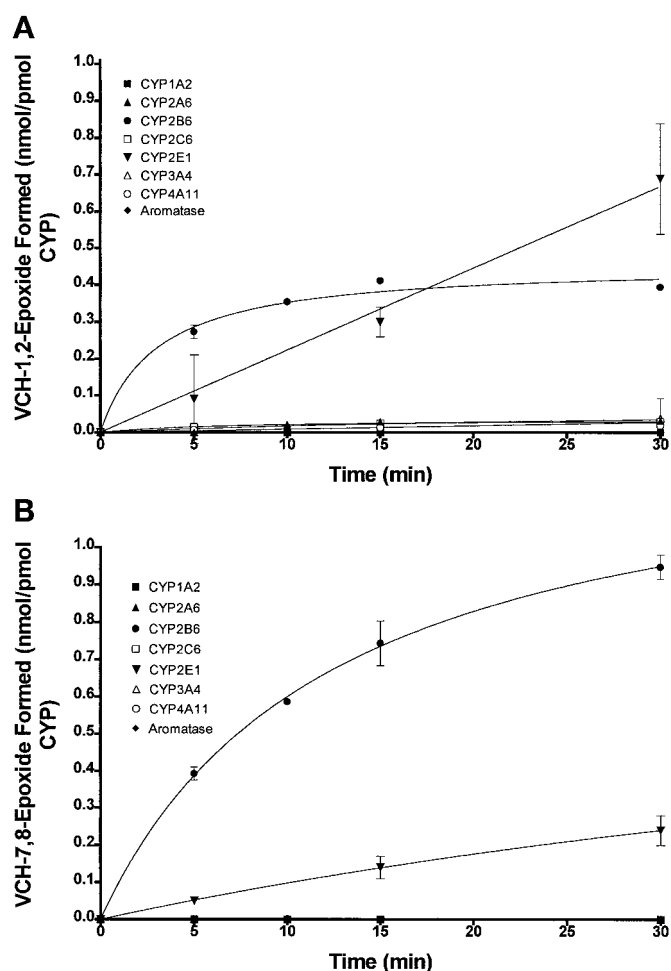 A
VCH-1,2-Epoxide Formed (nmol/pmol
CYP)
1.0
0.9
0.8
0.7
0.6
0.5
0.4
0.3
0.2
0.1
0.0
CYP1A2
CYP2A6
CYP2B6
CYP2C6
CYP2E1
CYP3A4
CYP4A11
Aromatase
0 5 10 15 20 25 30
Time (min)
B
VCH-7,8-Epoxide Formed (nmol/pmol
CYP)
1.0
0.9
0.8
0.7
0.6
0.5
0.4
0.3
0.2
0.1
0.0
CYP1A2
CYP2A6
CYP2B6
CYP2C6
CYP2E1
CYP3A4
CYP4A11
Aromatase
0 5 10 15 20 25 30
Time (min)